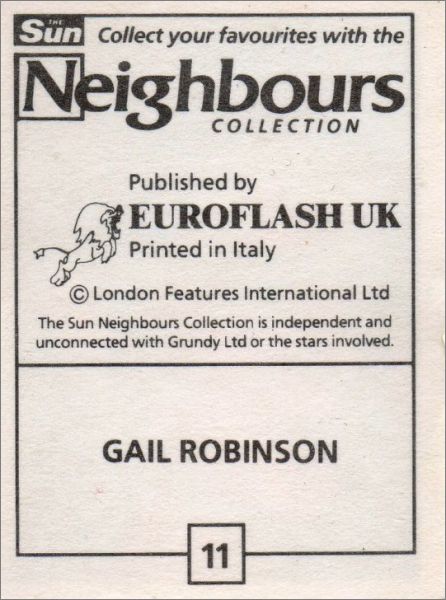 THE
Sun Collect your favourites with the
Neighbours
COLLECTION
Published by
EUROFLASH UK
Printed in Italy
© London Features International Ltd
The Sun Neighbours Collection is independent and
unconnected with Grundy Ltd or the stars involved.
GAIL ROBINSON
11